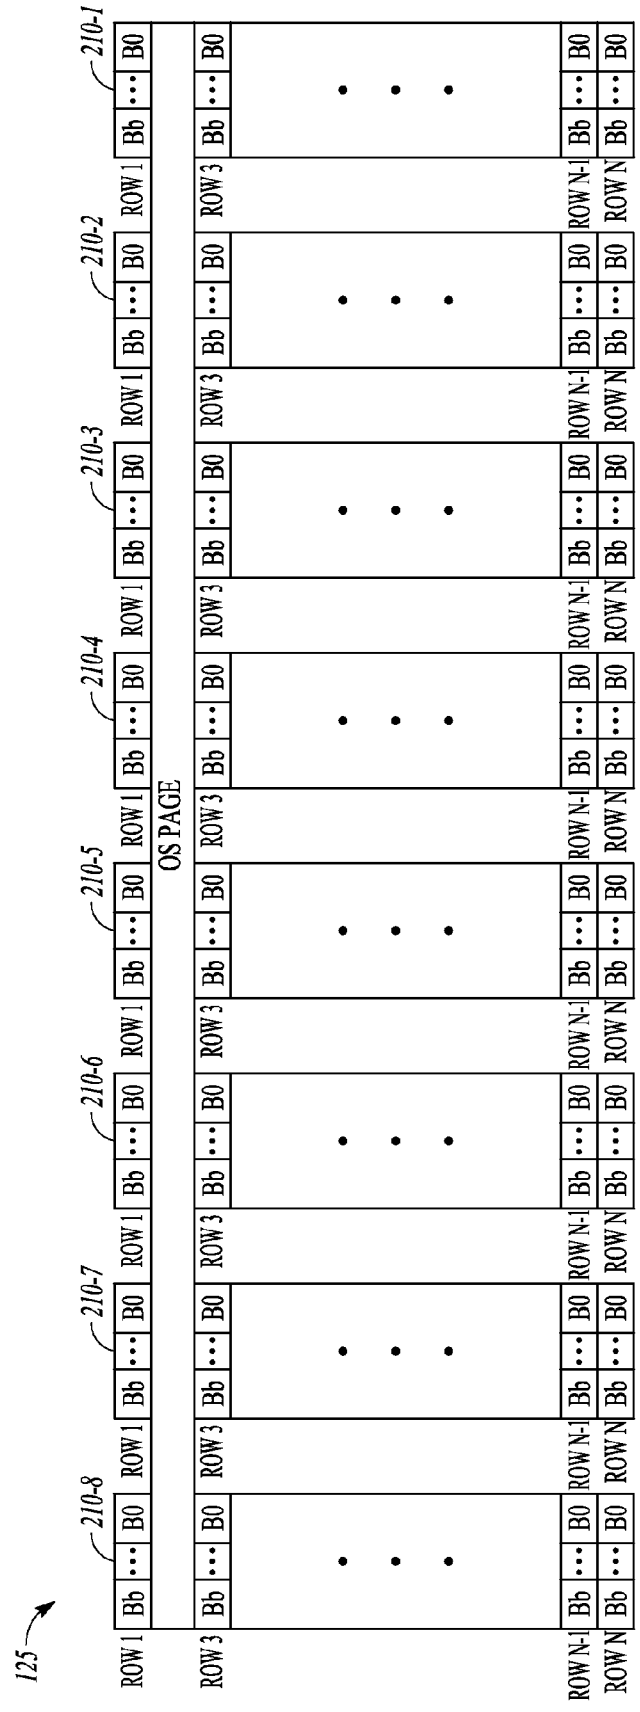 125
210-8 210-7 210-6 210-5 210-4 210-3 210-2 210-1
ROW 1 Bb ... B0 ROW 1 Bb ... B0 ROW 1 Bb ... B0 ROW 1 Bb ... B0 ROW 1 Bb ... B0 ROW 1 Bb ... B0 ROW 1 Bb ... B0 ROW 1 Bb ... B0
OS PAGE
ROW 3 Bb ... B0 ROW 3 Bb ... B0 ROW 3 Bb ... B0 ROW 3 Bb ... B0 ROW 3 Bb ... B0 ROW 3 Bb ... B0 ROW 3 Bb ... B0 ROW 3 Bb ... B0
ROW N-1 Bb ... B0 ROW N-1 Bb ... B0 ROW N-1 Bb ... B0 ROW N-1 Bb ... B0 ROW N-1 Bb ... B0 ROW N-1 Bb ... B0 ROW N-1 Bb ... B0 ROW N-1 Bb ... B0
ROW N Bb ... B0 ROW N Bb ... B0 ROW N Bb ... B0 ROW N Bb ... B0 ROW N Bb ... B0 ROW N Bb ... B0 ROW N Bb ... B0 ROW N Bb ... B0